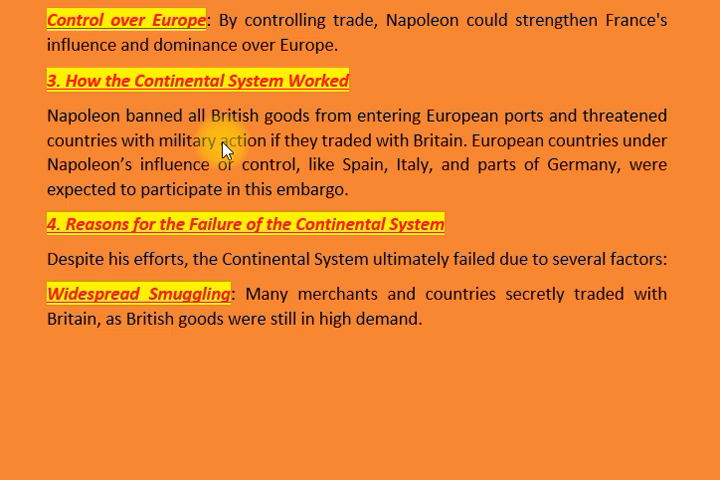 Control over Europe: By controlling trade, Napoleon could strengthen France's
influence and dominance over Europe.
3. How the Continental System Worked
Napoleon banned all British goods from entering European ports and threatened
countries with military action if they traded with Britain. European countries under
Napoleon’s influence or control, like Spain, Italy, and parts of Germany, were
expected to participate in this embargo.
4. Reasons for the Failure of the Continental System
Despite his efforts, the Continental System ultimately failed due to several factors:
Widespread Smuggling: Many merchants and countries secretly traded with
Britain, as British goods were still in high demand.